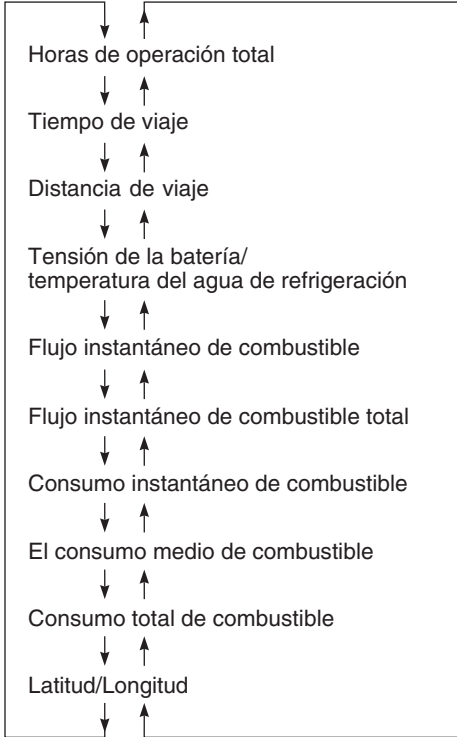 Horas de operación total
Tiempo de viaje
Distancia de viaje
Tensión de la batería/
temperatura del agua de refrigeración
Flujo instantáneo de combustible
Flujo instantáneo de combustible total
Consumo instantáneo de combustible
El consumo medio de combustible
Consumo total de combustible
Latitud/Longitud